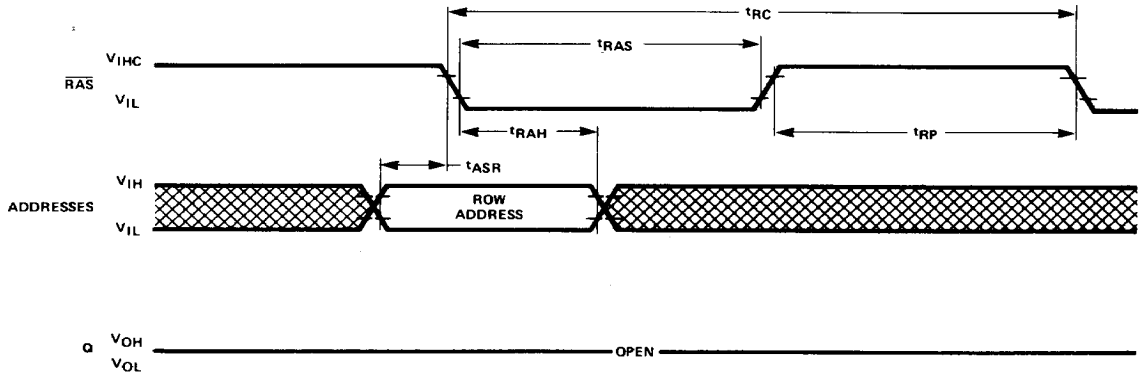 tRC
tRAS
VIHC
RAS
VIL
tRAH
tRP
tASR
VIH
ADDRESSES
ROW
ADDRESS
VIL
Q
VOH
OPEN
VOL